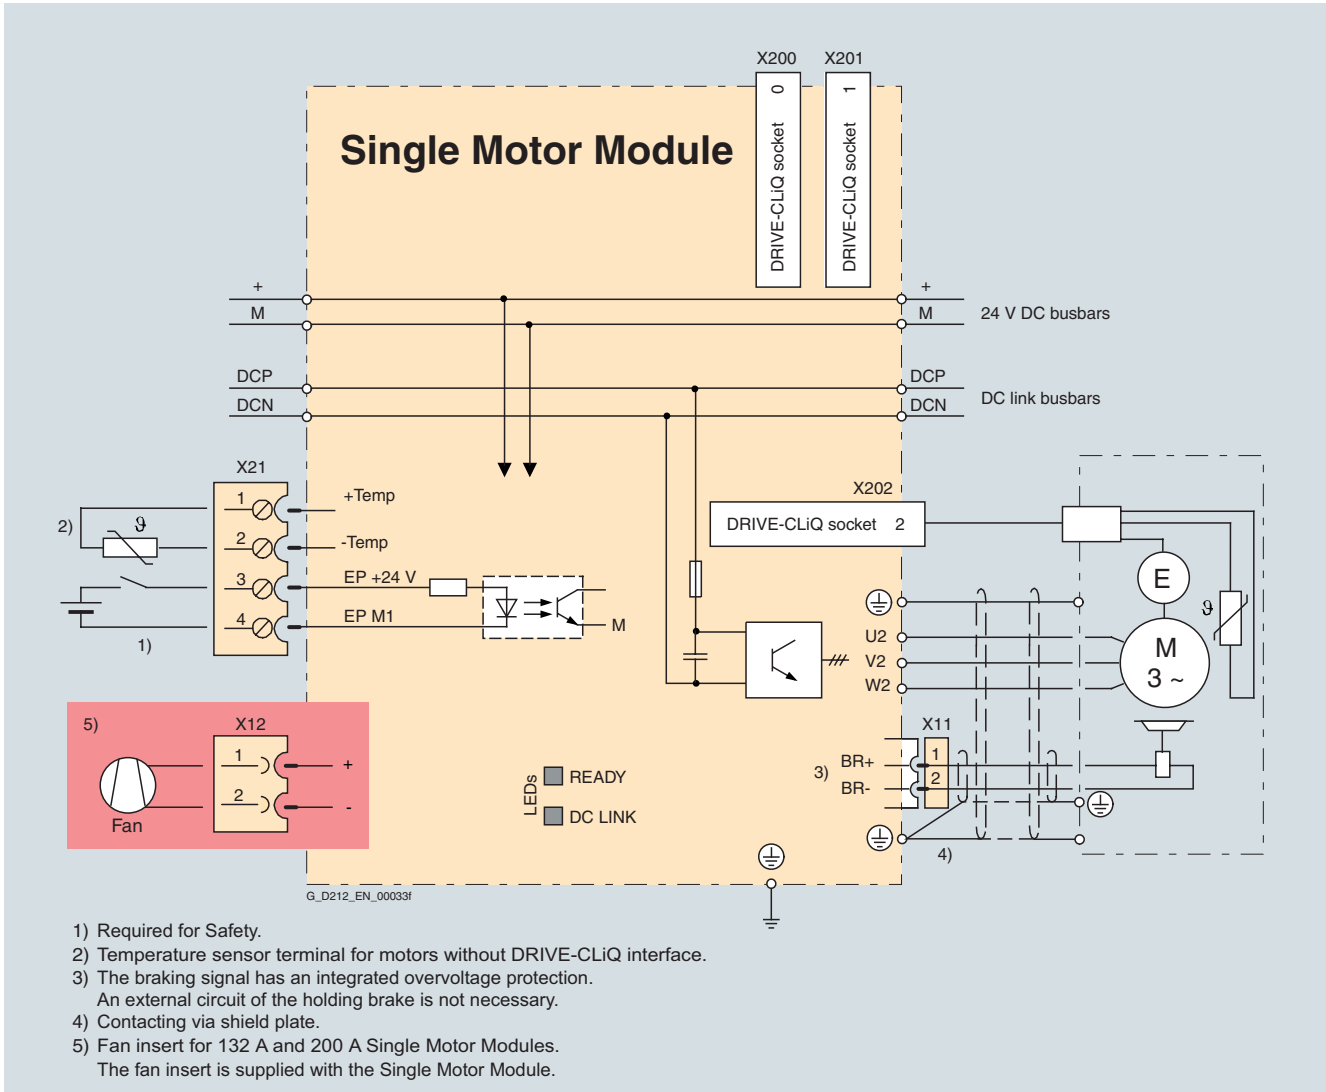 X200 X201
DRIVE-CLiQ socket 0
DRIVE-CLiQ socket 1
Single Motor Module
+ +
M M 24 V DC busbars
DCP DCP
DCN DCN DC link busbars
X21
1 +Temp
2 -Temp
3 EP +24 V
4 EP M1
2) ϑ
1)
M
X202
DRIVE-CLiQ socket 2
E
ϑ
M
3 ~
U2
V2
W2
5) X12
1 +
2 -
Fan
LEDs
READY
DC LINK
X11
3) BR+ 1
BR- 2
4)
G_D212_EN_00033f
1) Required for Safety.
2) Temperature sensor terminal for motors without DRIVE-CLiQ interface.
3) The braking signal has an integrated overvoltage protection.
An external circuit of the holding brake is not necessary.
4) Contacting via shield plate.
5) Fan insert for 132 A and 200 A Single Motor Modules.
The fan insert is supplied with the Single Motor Module.